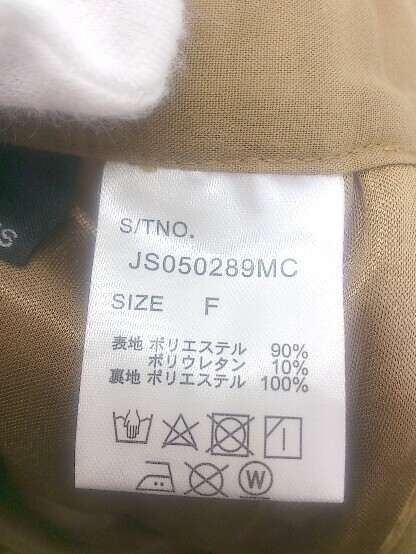 S/TNO.
JS050289MC
SIZE F
表地 ポリエステル 90%
ポリウレタン 10%
裏地 ポリエステル 100%
W
S